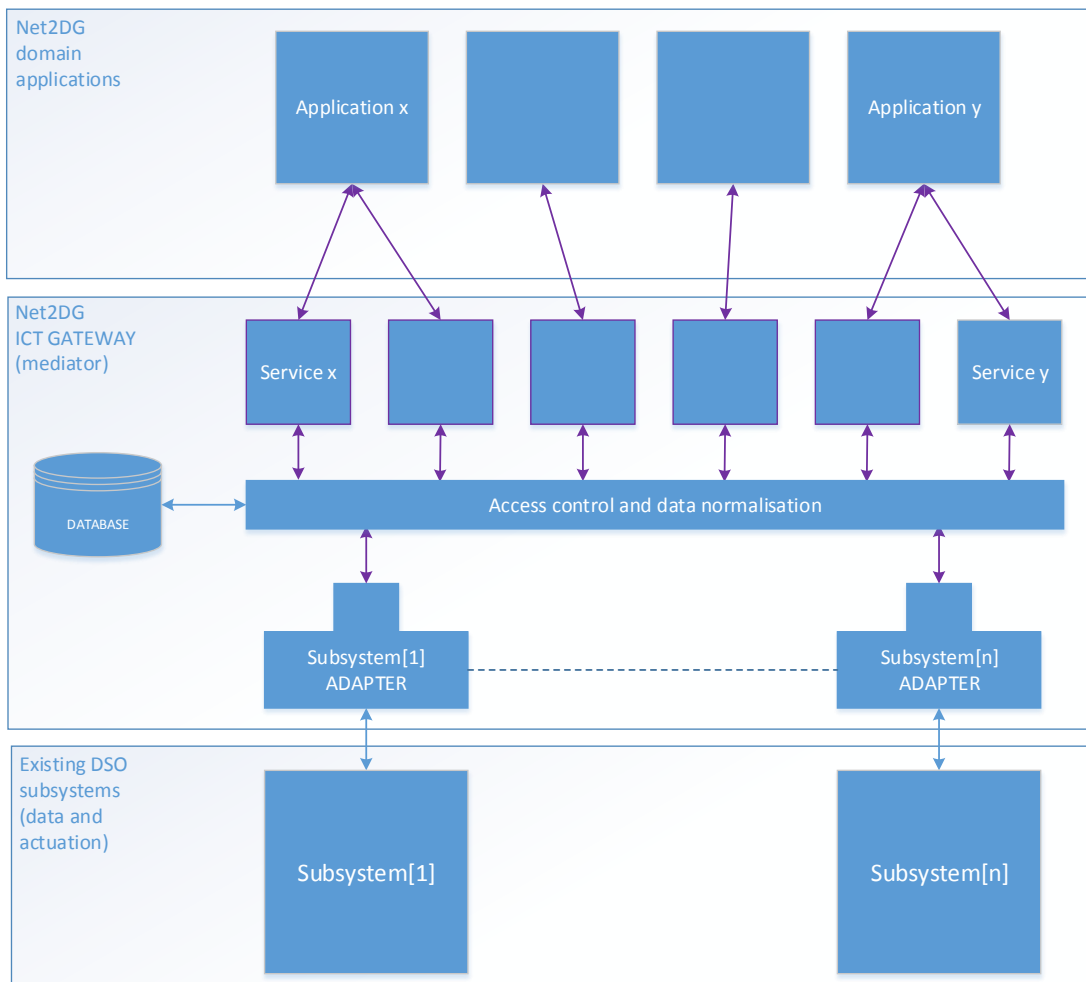 Net2DG
domain
applications
Application x
Application y
Net2DG
ICT GATEWAY
(mediator)
Service x
Service y
DATABASE
Access control and data normalisation
Subsystem[1]
ADAPTER
Subsystem[n]
ADAPTER
Existing DSO
subsystems
(data and
actuation)
Subsystem[1]
Subsystem[n]